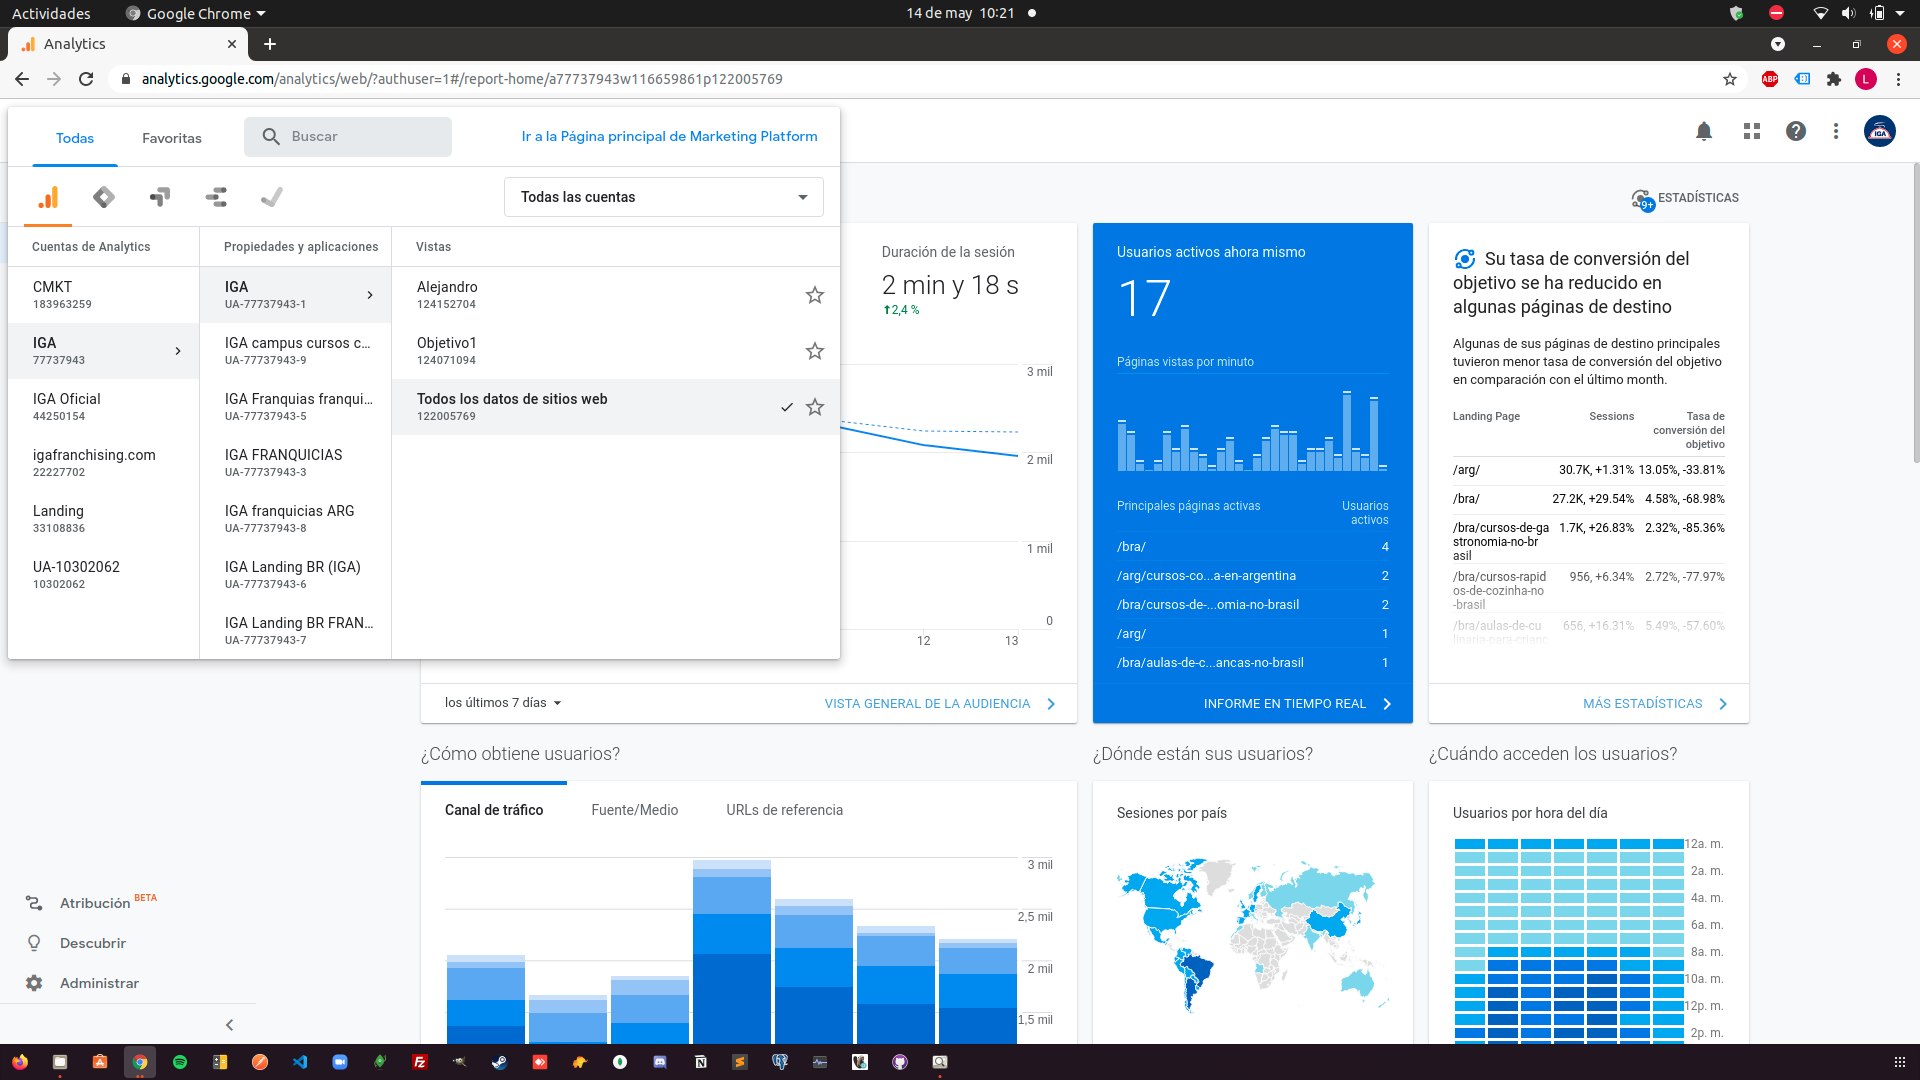 Actividades
Google Chrome
14 de may 10:21
Analytics
analytics.google.com/analytics/web/?authuser=1#/report-home/a77737943w116659861p122005769
ABP
L
Todas
Favoritas
Buscar
Ir a la Página principal de Marketing Platform
IGA
Todas las cuentas
9+
ESTADÍSTICAS
Cuentas de Analytics
CMKT
183963259
IGA
77737943
IGA Oficial
44250154
igafranchising.com
22227702
Landing
33108836
UA-10302062
10302062
Propiedades y aplicaciones
IGA
UA-77737943-1
IGA campus cursos c...
UA-77737943-9
IGA Franquias franqui...
UA-77737943-5
IGA FRANQUICIAS
UA-77737943-3
IGA franquicias ARG
UA-77737943-8
IGA Landing BR (IGA)
UA-77737943-6
IGA Landing BR FRAN...
UA-77737943-7
Vistas
Alejandro
124152704
Objetivo1
124071094
Todos los datos de sitios web
122005769
Duración de la sesión
2 min y 18 s
2,4 %
3 mil
2 mil
1 mil
0
12
13
los últimos 7 días
VISTA GENERAL DE LA AUDIENCIA
Usuarios activos ahora mismo
17
Páginas vistas por minuto
Principales páginas activas
Usuarios
activos
/bra/ 4
/arg/cursos-co...a-en-argentina 2
/bra/cursos-de-...omia-no-brasil 2
/arg/ 1
/bra/aulas-de-c...ancas-no-brasil 1
INFORME EN TIEMPO REAL
Su tasa de conversión del
objetivo se ha reducido en
algunas páginas de destino
Algunas de sus páginas de destino principales
tuvieron menor tasa de conversión del objetivo
en comparación con el último month.
Landing Page
Sessions
Tasa de
conversión del
objetivo
/arg/ 30.7K, +1.31% 13.05%, -33.81%
/bra/ 27.2K, +29.54% 4.58%, -68.98%
/bra/cursos-de-ga 1.7K, +26.83% 2.32%, -85.36%
stronomia-no-br
asil
/bra/cursos-rapid 956, +6.34% 2.72%, -77.97%
os-de-cozinha-no
-brasil
/bra/aulas-de-cu 656, +16.31% 5.49%, -57.60%
linaria-para-crianc
MÁS ESTADÍSTICAS
¿Cómo obtiene usuarios?
Canal de tráfico
Fuente/Medio
URLs de referencia
3 mil
2,5 mil
2 mil
1,5 mil
¿Dónde están sus usuarios?
Sesiones por país
¿Cuándo acceden los usuarios?
Usuarios por hora del día
12a. m.
2a. m.
4a. m.
6a. m.
8a. m.
10a. m.
12p. m.
2p. m.
Atribución BETA
Descubrir
Administrar